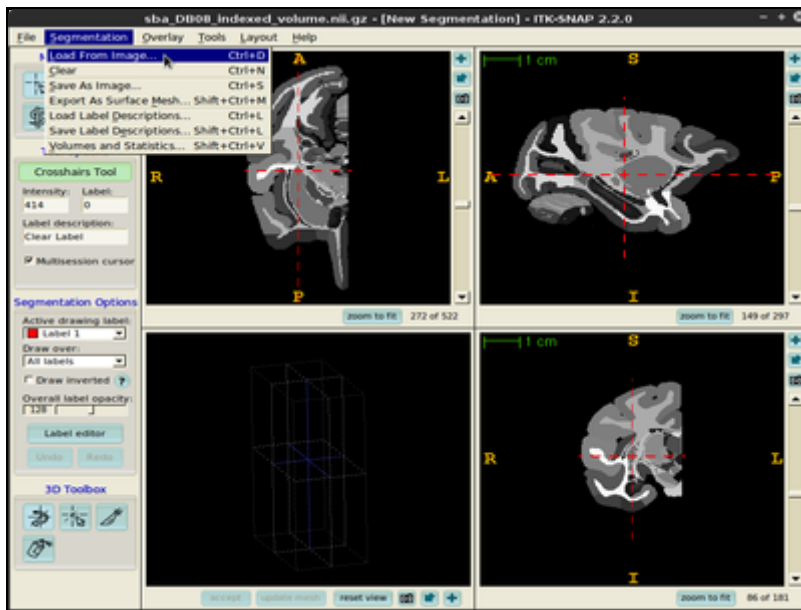 sba_DB08_indexed_volume.nii.gz - [New Segmentation] - ITK-SNAP 2.2.0
File Segmentation Overlay Tools Layout Help
Load From Image... Ctrl+O
Clear Ctrl+N
Save As Image... Ctrl+S
Export As Surface Mesh... Shift+Ctrl+M
Load Label Descriptions... Ctrl+L
Save Label Descriptions... Shift+Ctrl+L
Volumes and Statistics... Shift+Ctrl+V
Crosshairs Tool
Intensity: Label:
414 0
Label description:
Clear Label
Multisession cursor
Segmentation Options
Active drawing label:
Label 1
Draw over:
All labels
Draw inverted ?
Overall label opacity:
128
Label editor
Undo Redo
3D Toolbox
A
R L
P
zoom to fit 272 of 522
1 cm
S
A P
I
zoom to fit 149 of 297
accept update mesh reset view
1 cm
S
R L
I
zoom to fit 86 of 181